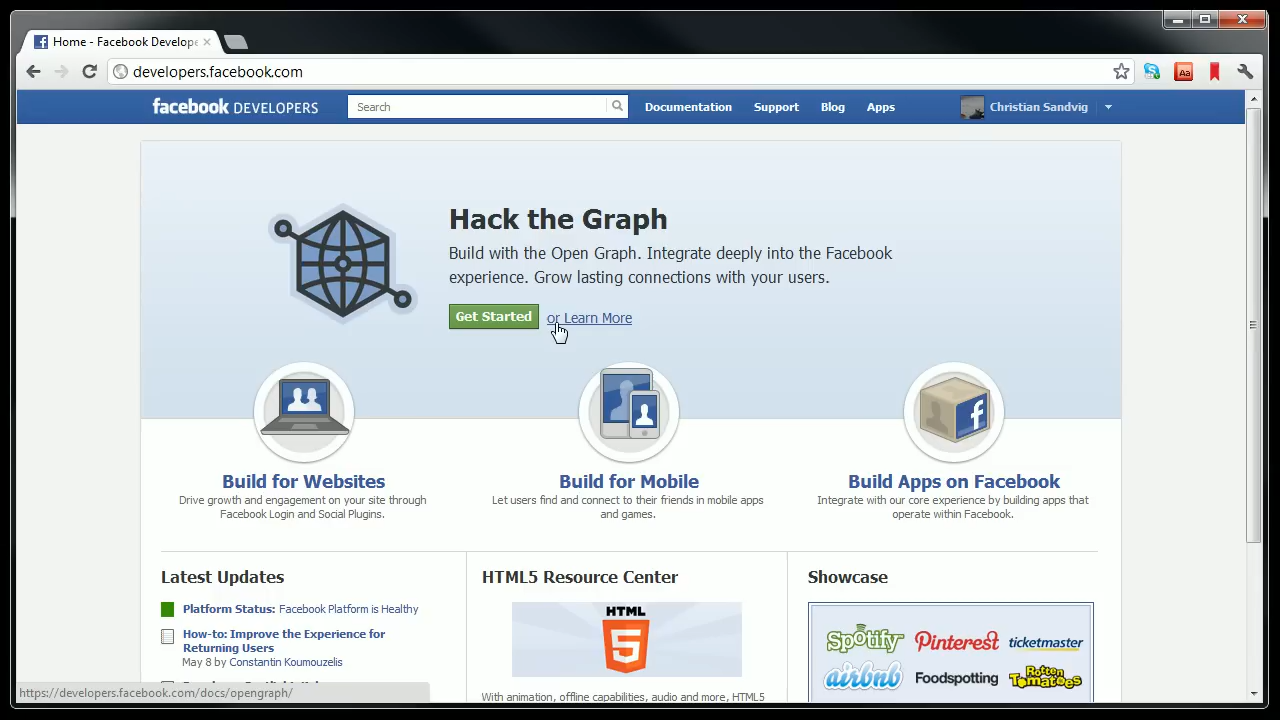 Home - Facebook Develope
developers.facebook.com
facebook DEVELOPERS
Search
Documentation
Support
Blog
Apps
Christian Sandvig
Hack the Graph
Build with the Open Graph. Integrate deeply into the Facebook
experience. Grow lasting connections with your users.
Get Started
or Learn More
Build for Websites
Drive growth and engagement on your site through
Facebook Login and Social Plugins.
Build for Mobile
Let users find and connect to their friends in mobile apps
and games.
Build Apps on Facebook
Integrate with our core experience by building apps that
operate within Facebook.
Latest Updates
Platform Status: Facebook Platform is Healthy
How-to: Improve the Experience for
Returning Users
May 8 by Constantin Koumouzelis
HTML5 Resource Center
HTML
5
With animation, offline capabilities, audio and more, HTML5
Showcase
Spotify
Pinterest
ticketmaster
airbnb
Foodspotting
Rotten
Tomatoes
https://developers.facebook.com/docs/opengraph/